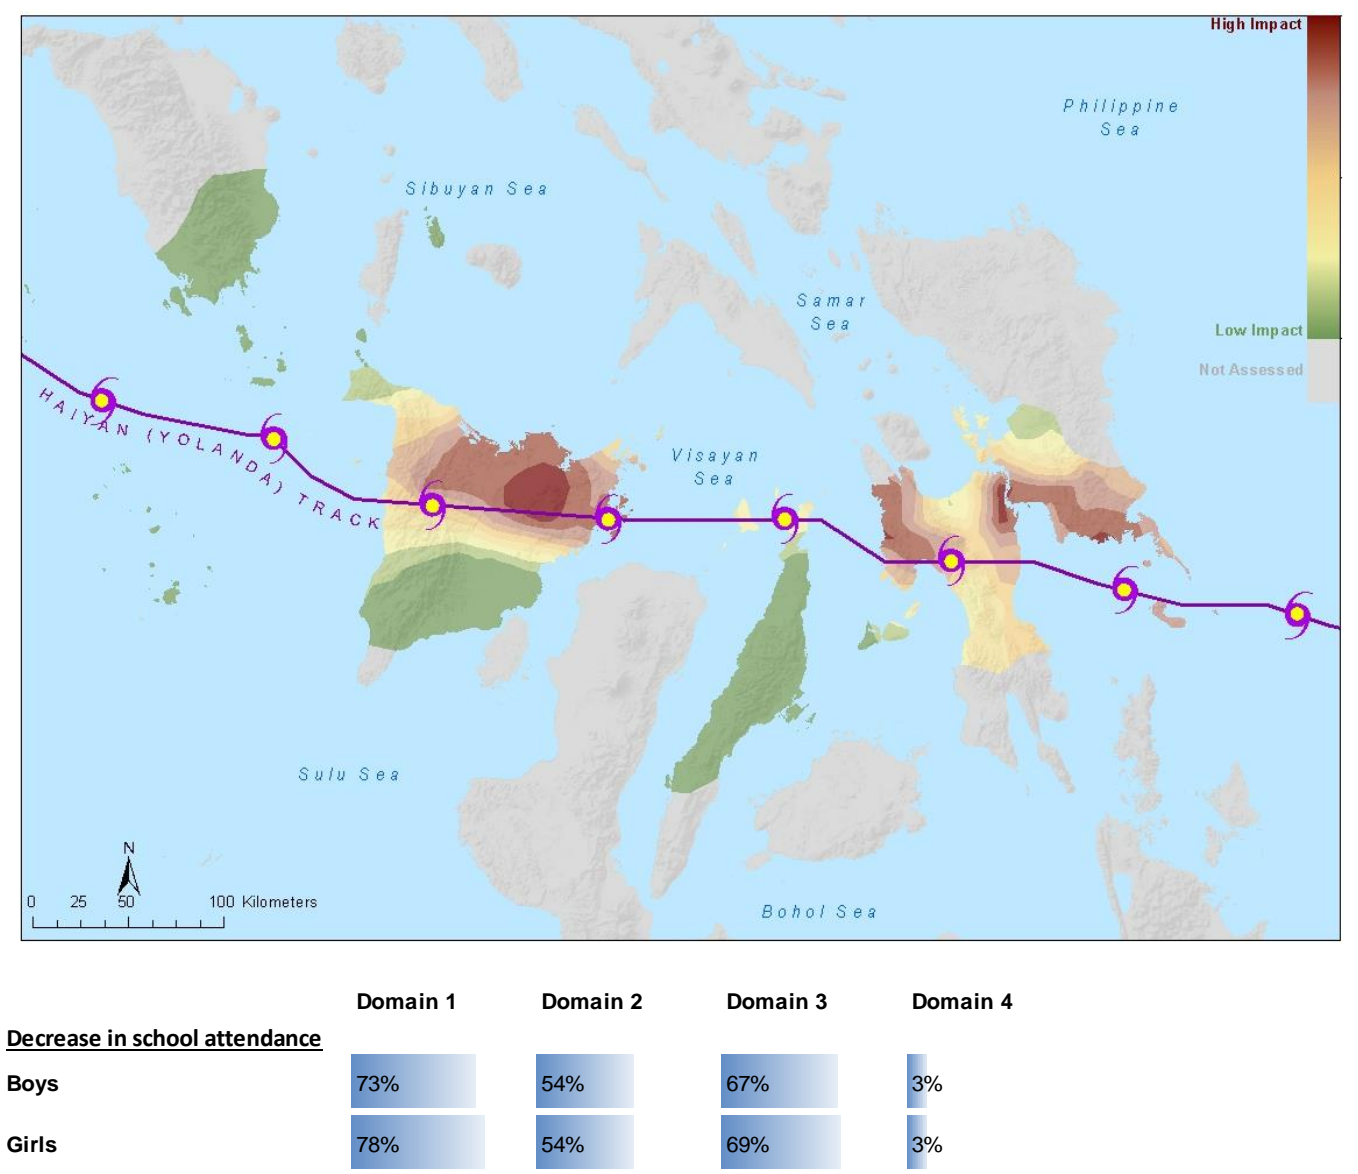 High Impact
Philippine
Sea
Sibuyan Sea
Samar
Sea
Low Impact
Not Assessed
HAIYAN (YOLANDA) TRACK
Visayan
Sea
Sulu Sea
N
0 25 50 100 Kilometers
Bohol Sea
Domain 1 Domain 2 Domain 3 Domain 4
Decrease in school attendance
Boys 73% 54% 67% 3%
Girls 78% 54% 69% 3%